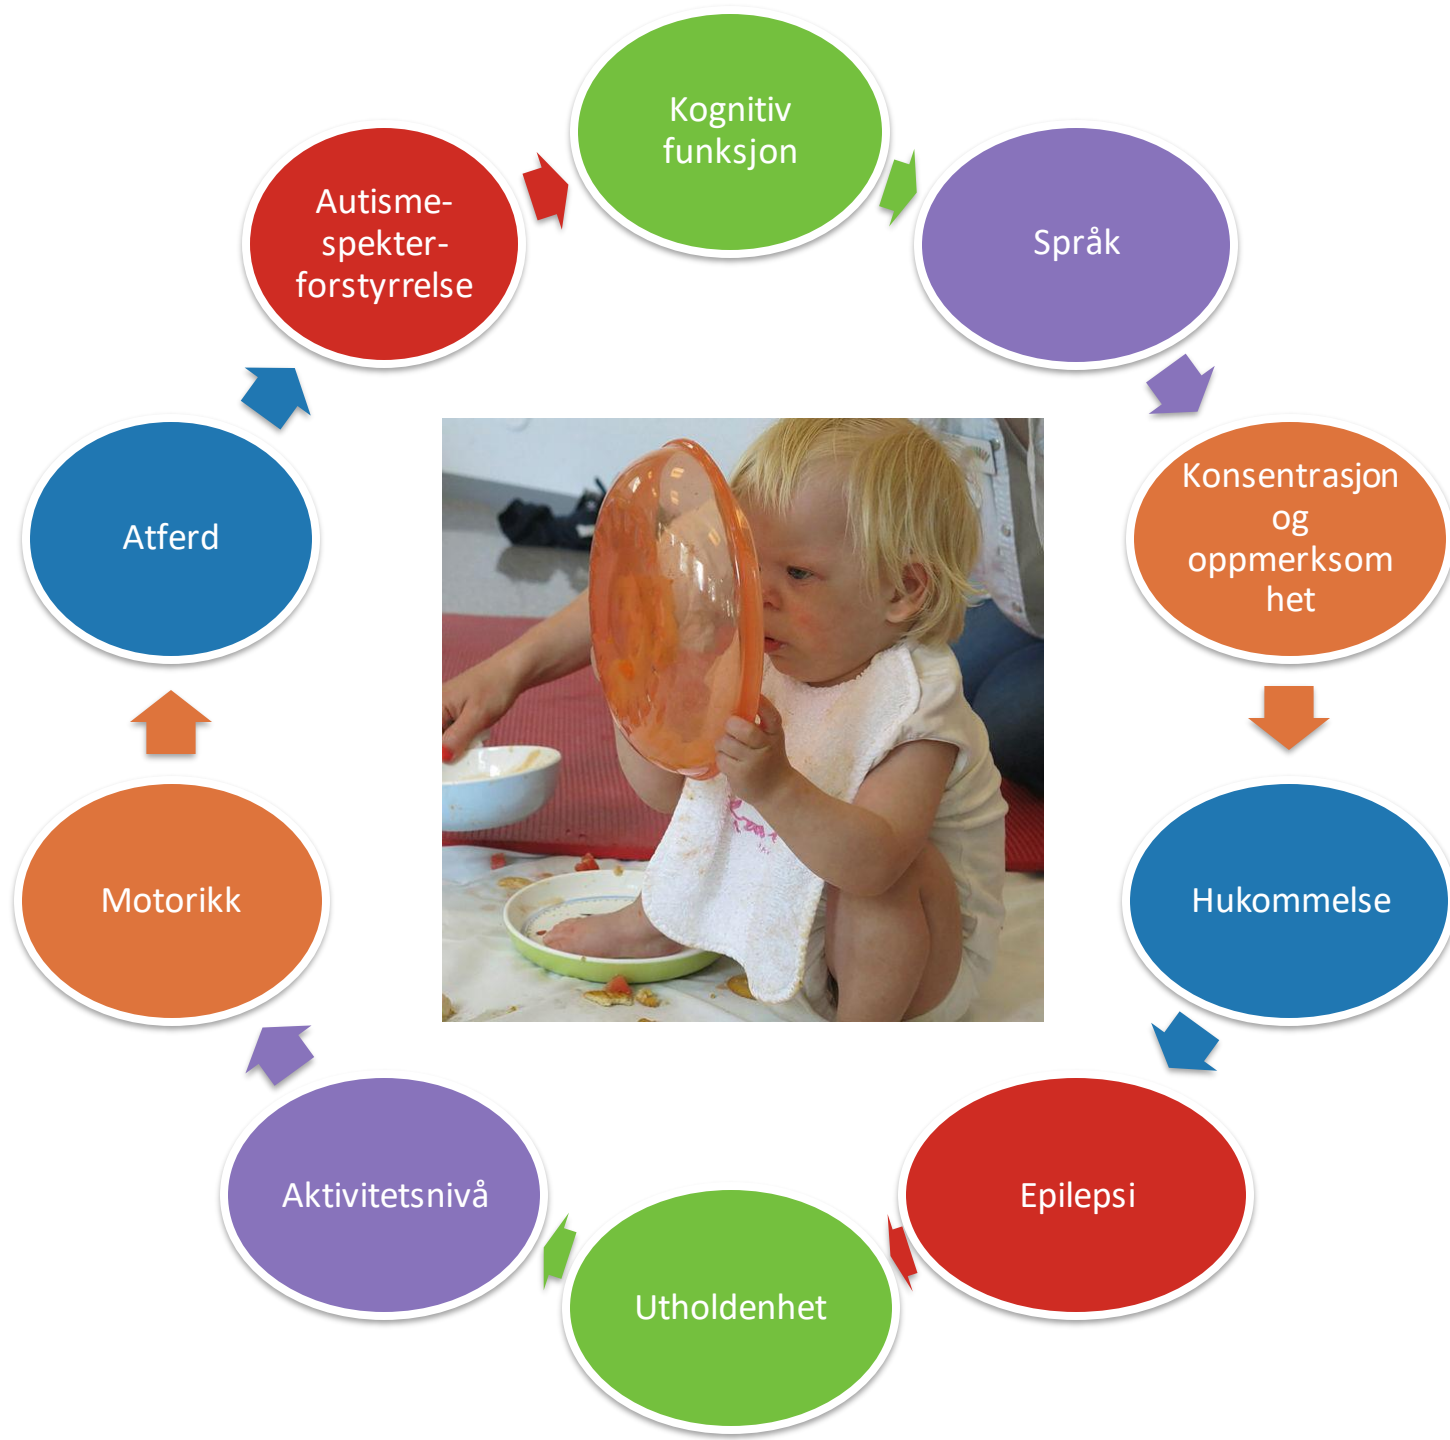 Kognitiv
funksjon
Språk
Konsentrasjon
og
oppmerksom
het
Hukommelse
Epilepsi
Utholdenhet
Aktivitetsnivå
Motorikk
Atferd
Autisme-
spekter-
forstyrrelse